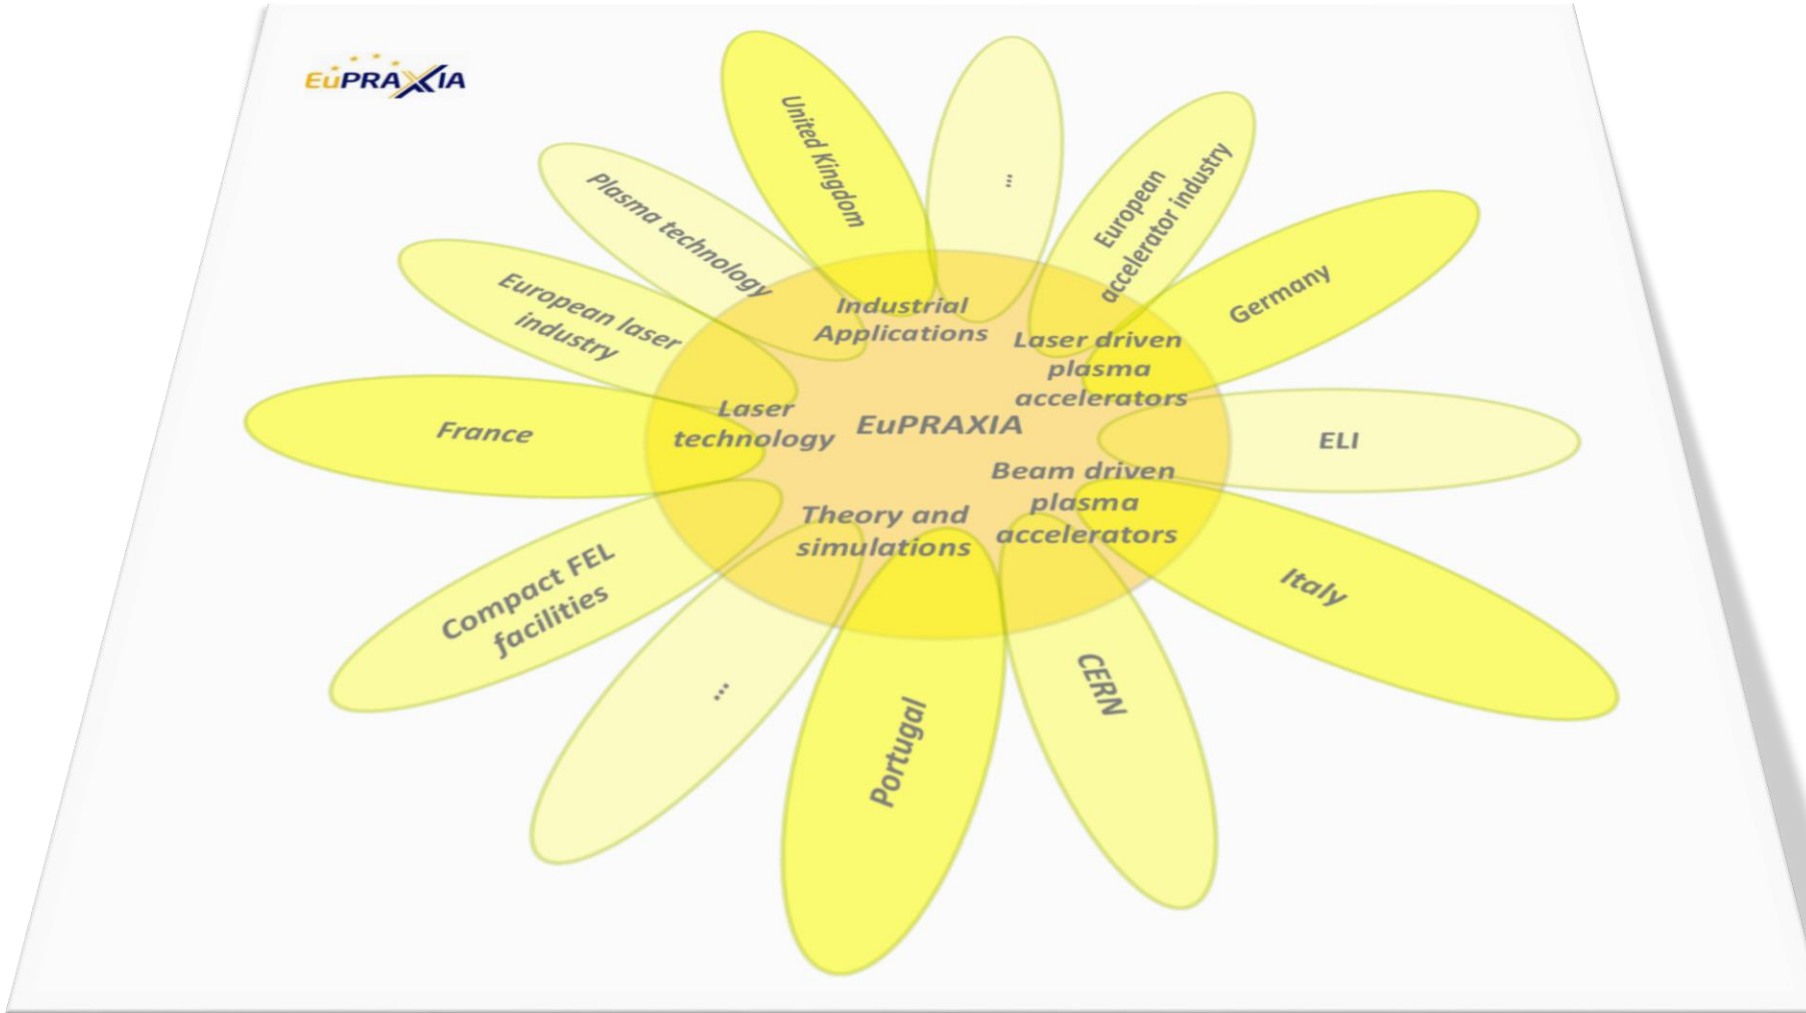 EuPRAXIA
United Kingdom
...
European
accelerator industry
Plasma technology
Germany
European laser
industry
Industrial
Applications
Laser driven
plasma
accelerators
France
Laser
technology
EuPRAXIA
ELI
Beam driven
plasma
accelerators
Theory and
simulations
Compact FEL
facilities
Italy
...
CERN
Portugal